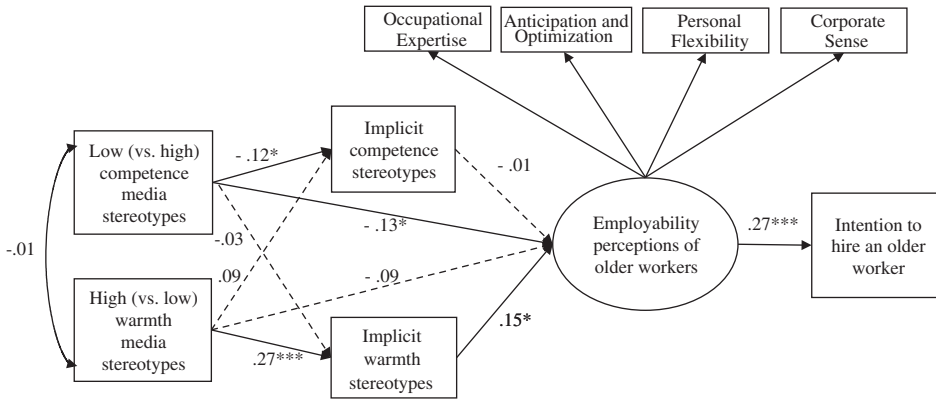 Occupational
Expertise
Anticipation and
Optimization
Personal
Flexibility
Corporate
Sense
Low (vs. high)
competence
media
stereotypes
Implicit
competence
stereotypes
- .12*
- .01
- .13*
-.01
-.03
.09
- .09
Employability
perceptions of
older workers
.27***
Intention to
hire an older
worker
High (vs. low)
warmth
media
stereotypes
.27***
Implicit
warmth
stereotypes
.15*